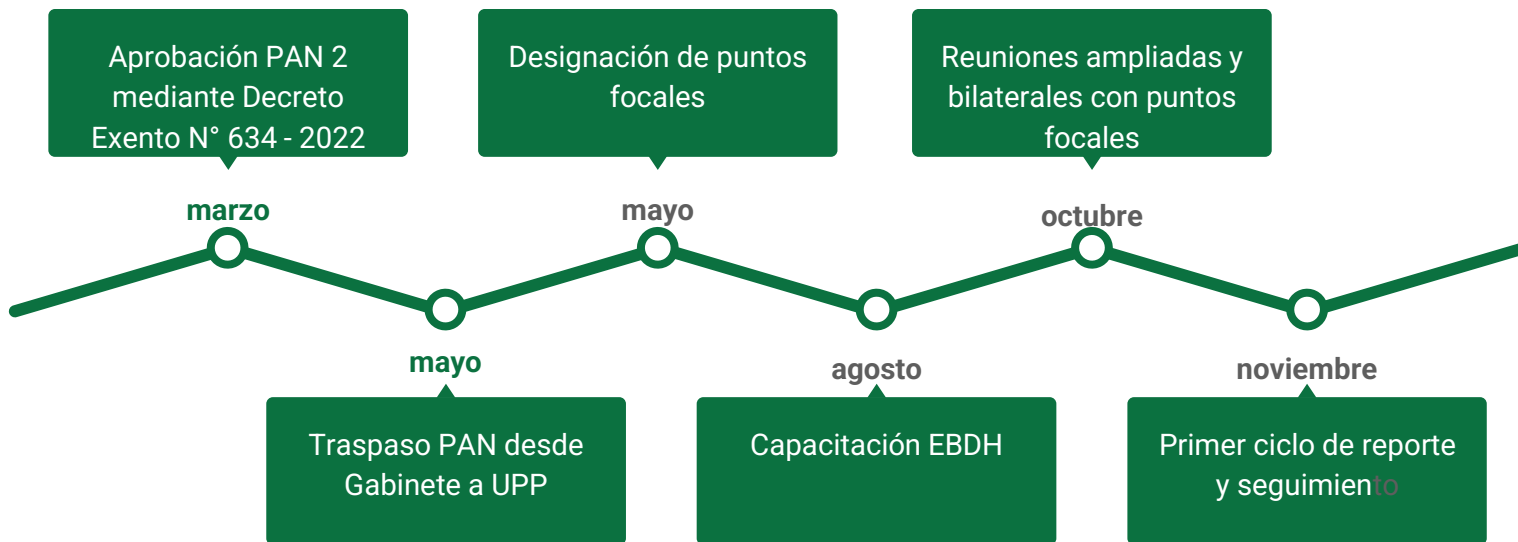 Aprobación PAN 2
mediante Decreto
Exento N° 634 - 2022
marzo
Traspaso PAN desde
Gabinete a UPP
mayo
Designación de puntos
focales
mayo
Capacitación EBDH
agosto
Reuniones ampliadas y
bilaterales con puntos
focales
octubre
Primer ciclo de reporte
y seguimiento
noviembre